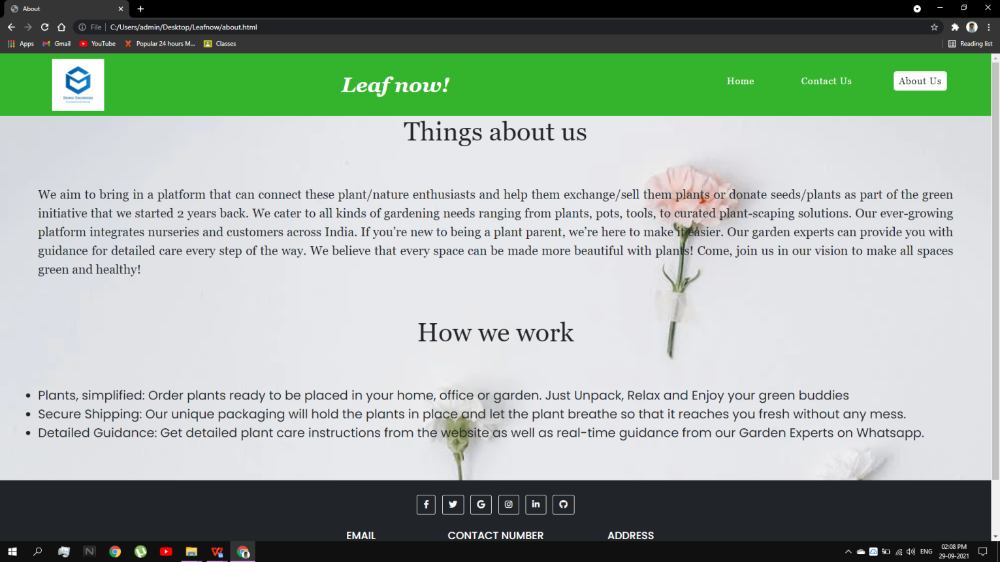 About
File
C:/Users/admin/Desktop/Leafnow/about.html
Apps
Gmail
YouTube
Popular 24 hours M...
Classes
Reading list
Leaf now!
Home
Contact Us
About Us
Things about us
We aim to bring in a platform that can connect these plant/nature enthusiasts and help them exchange/sell them plants or donate seeds/plants as part of the green
initiative that we started 2 years back. We cater to all kinds of gardening needs ranging from plants, pots, tools, to curated plant-scaping solutions. Our ever-growing
platform integrates nurseries and customers across India. If you’re new to being a plant parent, we’re here to make it easier. Our garden experts can provide you with
guidance for detailed care every step of the way. We believe that every space can be made more beautiful with plants! Come, join us in our vision to make all spaces
green and healthy!
How we work
• Plants, simplified: Order plants ready to be placed in your home, office or garden. Just Unpack, Relax and Enjoy your green buddies
• Secure Shipping: Our unique packaging will hold the plants in place and let the plant breathe so that it reaches you fresh without any mess.
• Detailed Guidance: Get detailed plant care instructions from the website as well as real-time guidance from our Garden Experts on Whatsapp.
EMAIL
CONTACT NUMBER
ADDRESS
ENG
02:08 PM
29-09-2021